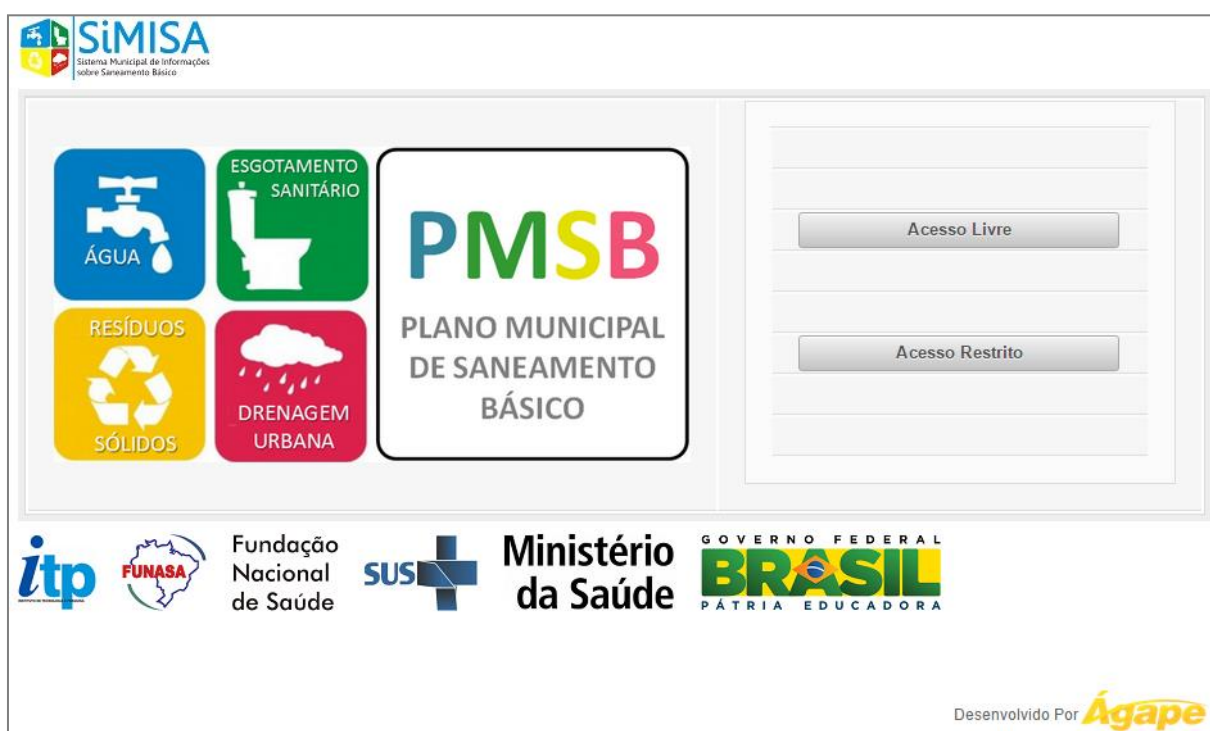 SiMISA
Sistema Municipal de Informações
sobre Saneamento Básico
ÁGUA
ESGOTAMENTO
SANITÁRIO
RESÍDUOS
SÓLIDOS
DRENAGEM
URBANA
PMSB
PLANO MUNICIPAL
DE SANEAMENTO
BÁSICO
Acesso Livre
Acesso Restrito
itp
FUNASA
Fundação
Nacional
de Saúde
SUS
Ministério
da Saúde
GOVERNO FEDERAL
BRASIL
PÁTRIA EDUCADORA
Desenvolvido Por Ágape